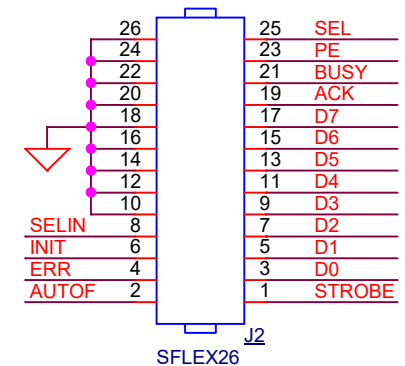 26 25 SEL
24 23 PE
22 21 BUSY
20 19 ACK
18 17 D7
16 15 D6
14 13 D5
12 11 D4
10 9 D3
SELIN 8 7 D2
INIT 6 5 D1
ERR 4 3 D0
AUTOF 2 1 STROBE
J2
SFLEX26